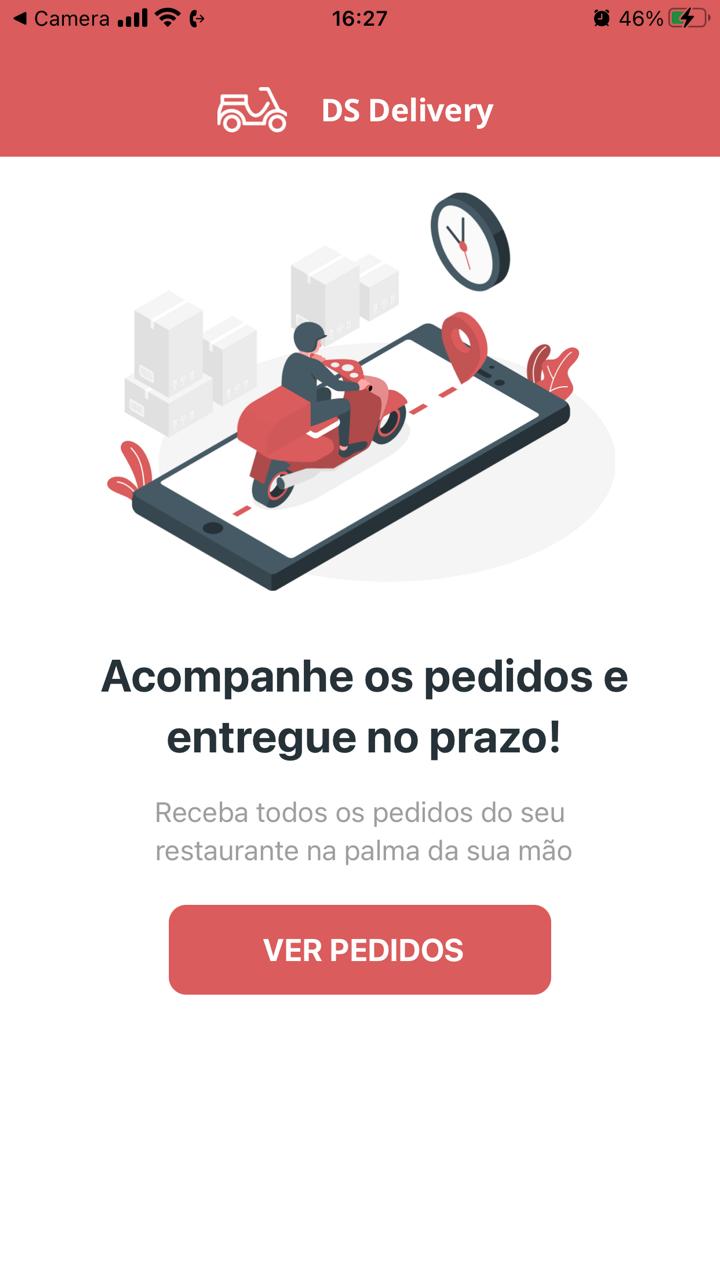 Camera
16:27
46%
DS Delivery
Acompanhe os pedidos e
entregue no prazo!
Receba todos os pedidos do seu
restaurante na palma da sua mão
VER PEDIDOS